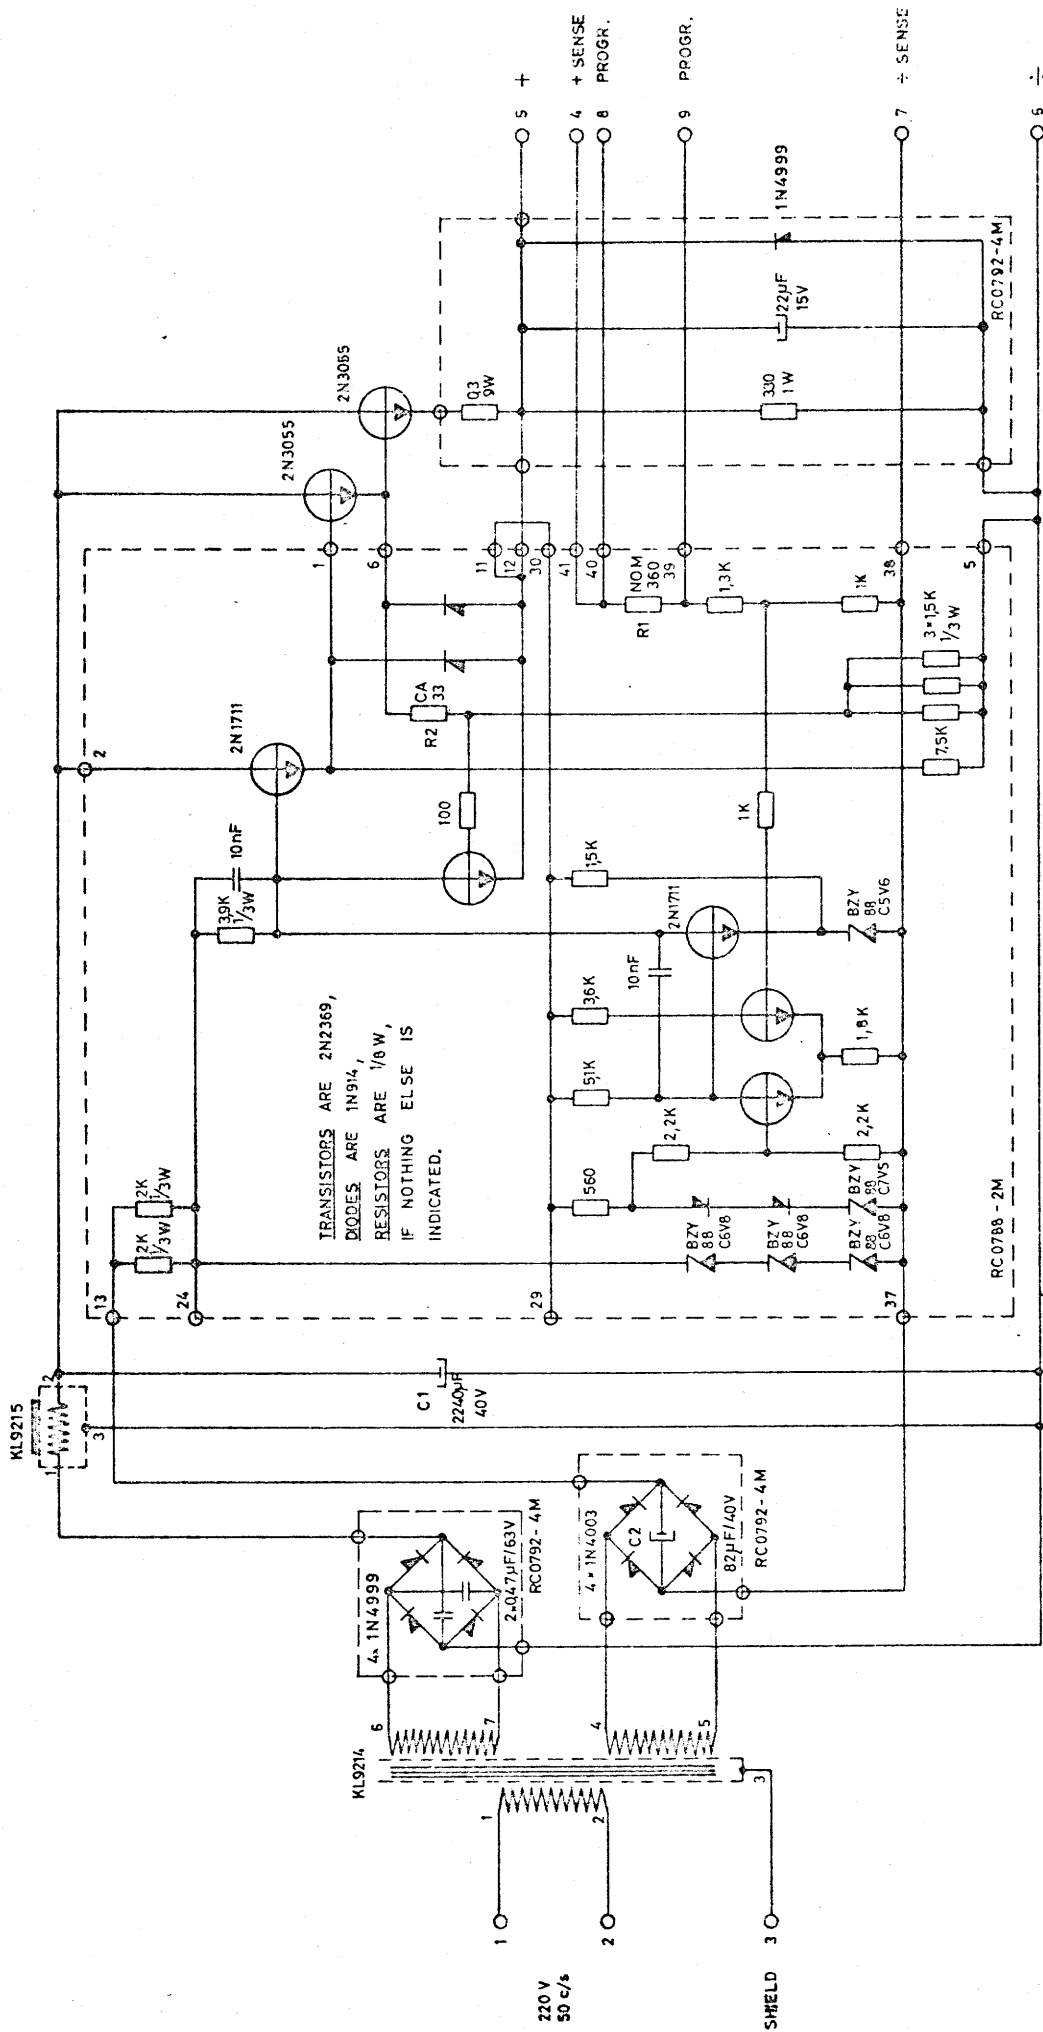 220 V
50 c/s
1
2
SHIELD 3
1
2
3
KL9214
6
7
4
5
4x 1N4999
2x0,47µF/63V
RC0792-4M
4x 1N4003
C2
82µF/40V
RC0792-4M
KL9215
1
2
3
C1
2240µF
40V
13
24
29
37
2K
1/3W
2K
1/3W
TRANSISTORS ARE 2N2369,
DIODES ARE 1N914,
RESISTORS ARE 1/8W,
IF NOTHING ELSE IS
INDICATED.
BZY
88
C6V8
BZY
88
C6V8
BZY
88
C6V8
BZY
88
C7V5
RC0788-2M
560
2,2K
2,2K
5,1K
3,6K
1,8K
10nF
2N1711
1,5K
BZY
88
C5V6
3,9K
1/3W
10nF
2N1711
2
100
1K
R2
CA
33
7,5K
3x1,5K
1/3W
R1
NOM
360
1,3K
1K
1
6
11
12
30
41
40
39
38
5
2N3055
2N3055
0,3
9W
330
1W
22µF
15V
1N4999
RC0792-4M
5 +
4 + SENSE
8 PROGR.
9 PROGR.
7 ÷ SENSE
6 ÷